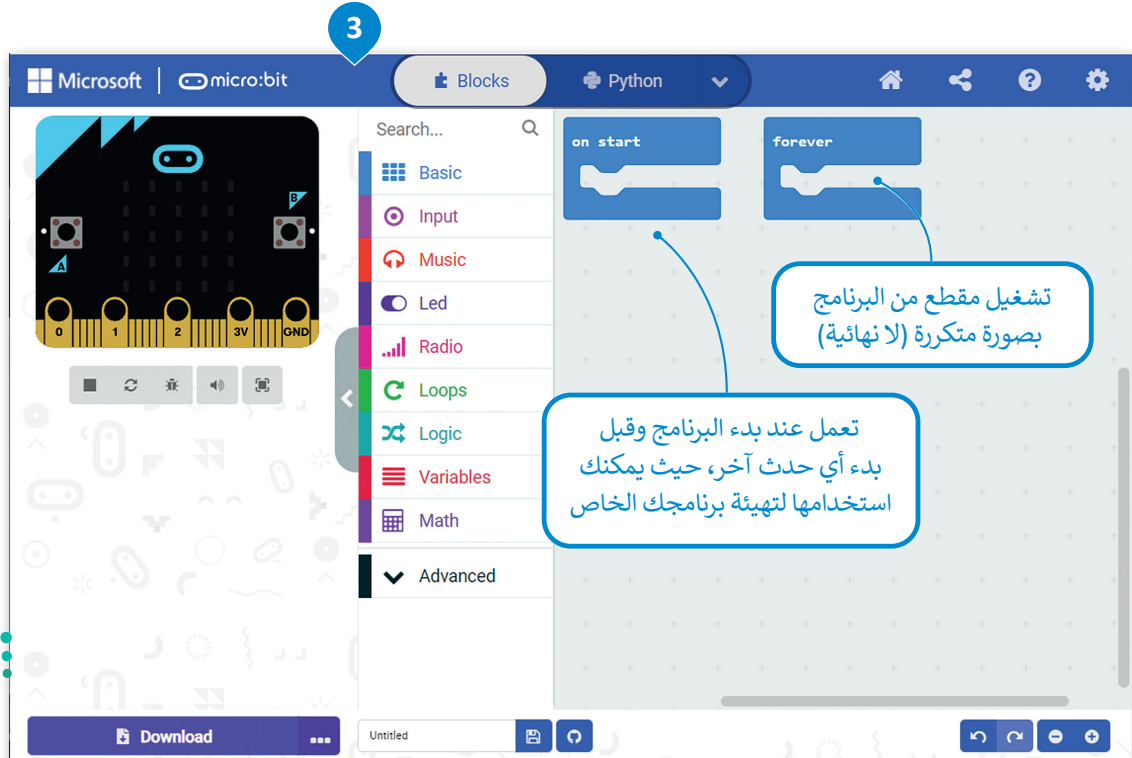 3
Microsoft
micro:bit
Blocks
Python
B
A
0
1
2
3V
GND
Search...
Basic
Input
Music
Led
Radio
Loops
Logic
Variables
Math
Advanced
on start
forever
تشغيل مقطع من البرنامج
بصورة متكررة (لا نهائية)
تعمل عند بدء البرنامج وقبل
بدء أي حدث آخر، حيث يمكنك
استخدامها لتهيئة برنامجك الخاص
Download
Untitled